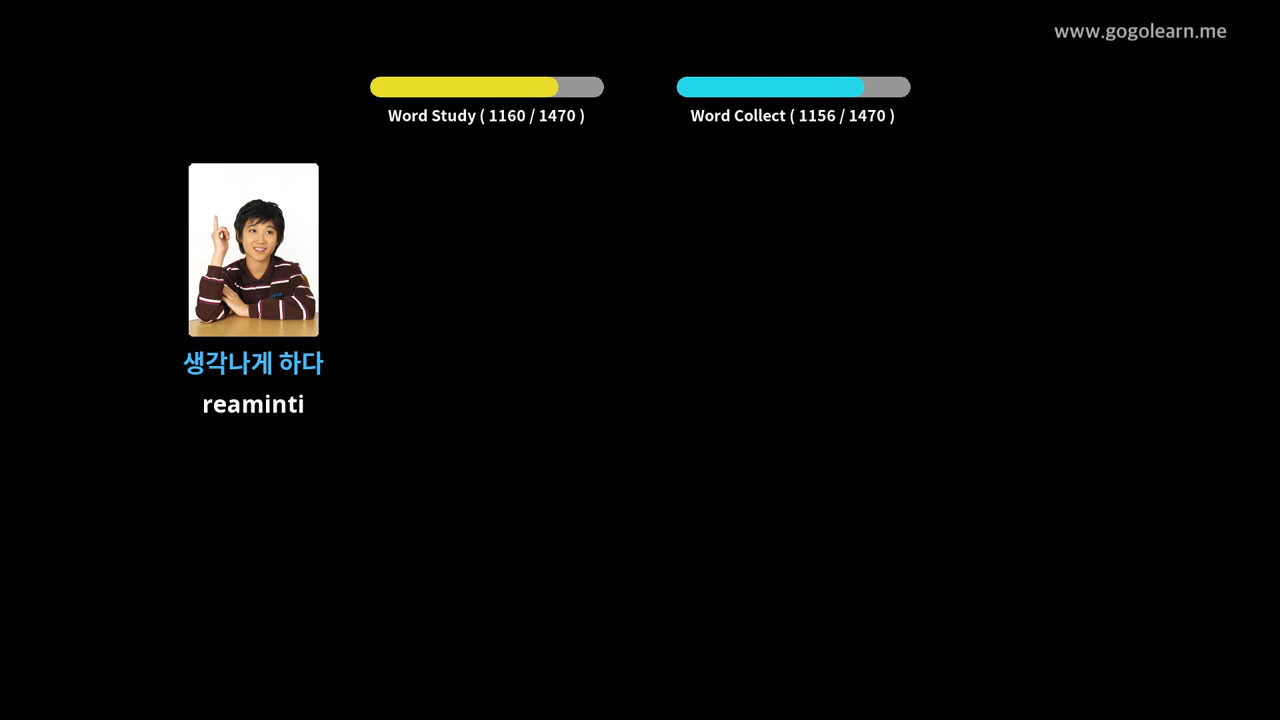 www.gogolearn.me
Word Study ( 1160 / 1470 )
Word Collect ( 1156 / 1470 )
생각나게 하다
reaminti